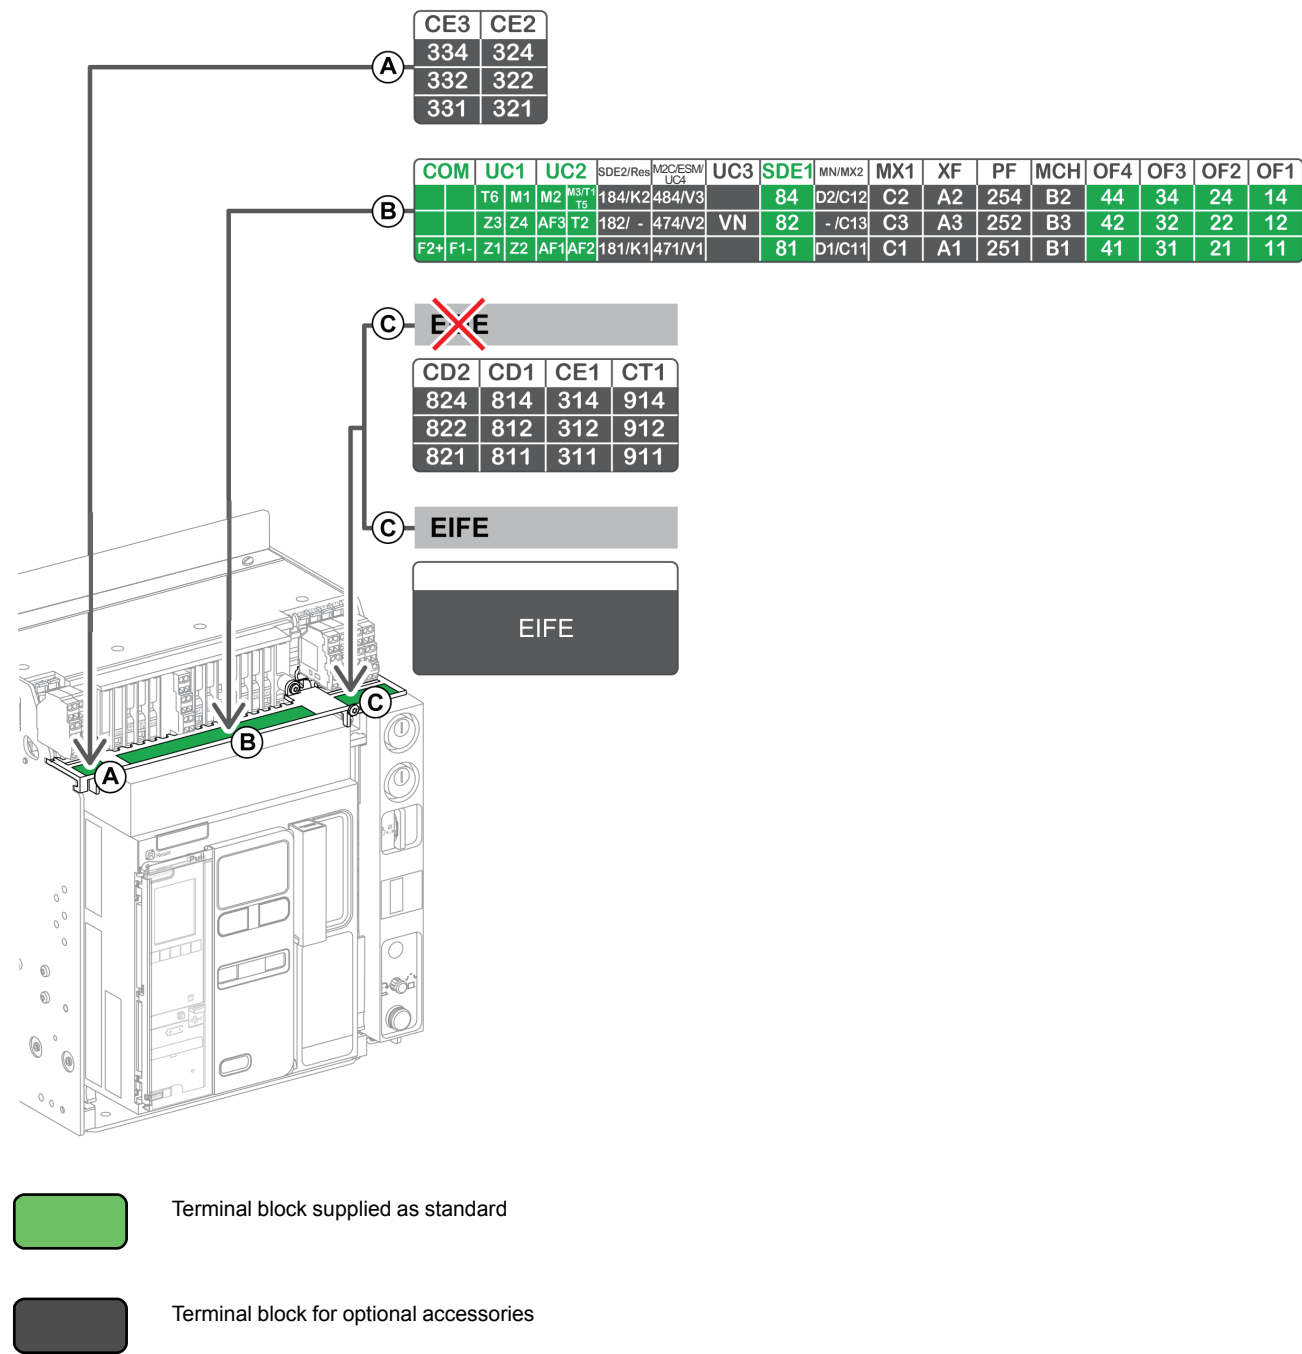 CE3 CE2
334 324
A
332 322
331 321
COM UC1 UC2 SDE2/Res M2C/ESM/UC4 UC3 SDE1 MN/MX2 MX1 XF PF MCH OF4 OF3 OF2 OF1
T6 M1 M2 M3/T1 T5 184/K2 484/V3 84 D2/C12 C2 A2 254 B2 44 34 24 14
B
Z3 Z4 AF3 T2 182/ - 474/V2 VN 82 - /C13 C3 A3 252 B3 42 32 22 12
F2+ F1- Z1 Z2 AF1 AF2 181/K1 471/V1 81 D1/C11 C1 A1 251 B1 41 31 21 11
C
CD2 CD1 CE1 CT1
824 814 314 914
822 812 312 912
821 811 311 911
C EIFE
EIFE
C
B
A
Reset
Terminal block supplied as standard
Terminal block for optional accessories